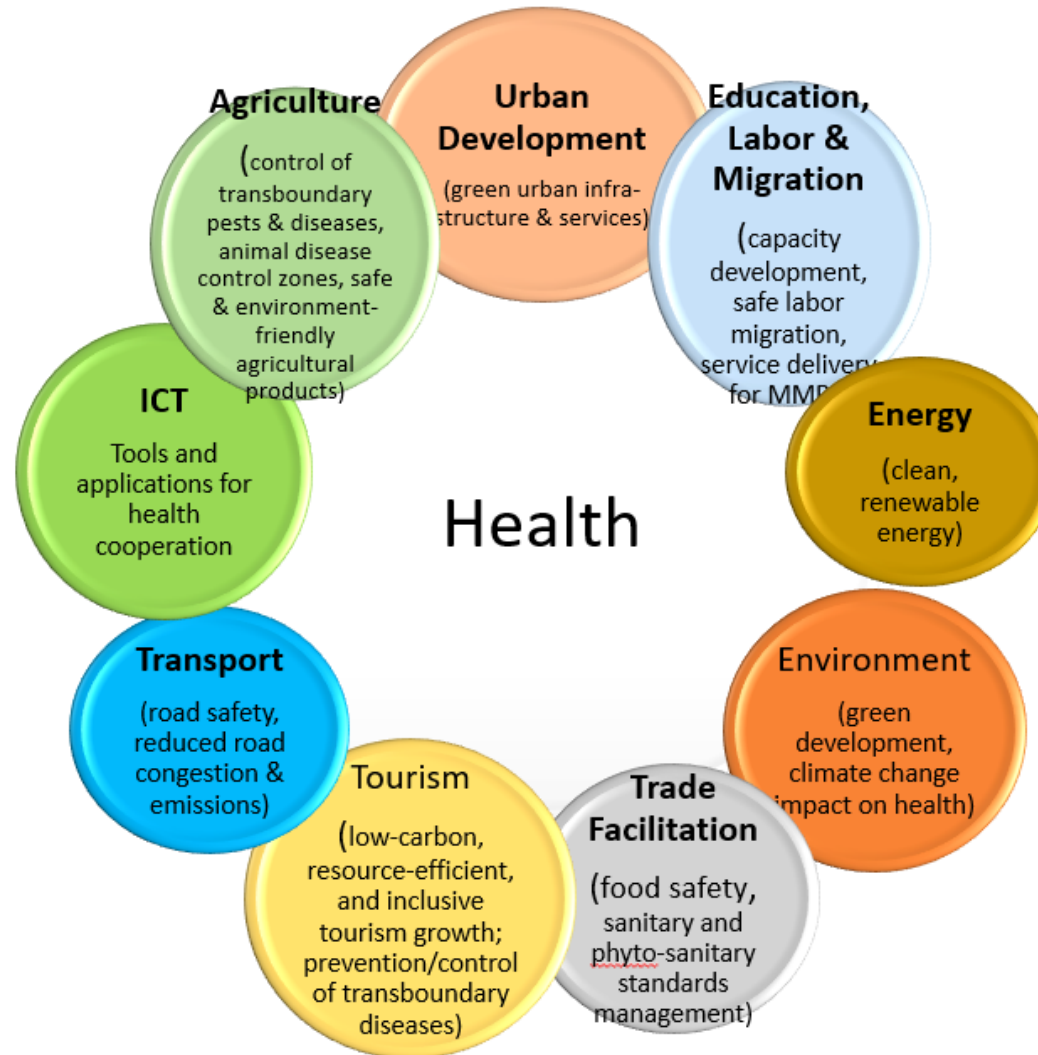 Urban
Development
(green urban infra-
structure & services)
Education,
Labor &
Migration
(capacity
development,
safe labor
migration,
service delivery
for
Energy
(clean,
renewable
energy)
Environment
(green
development,
climate change
impact on health)
Trade
Facilitation
(food safety,
sanitary and
phyto-sanitary
standards
management)
Tourism
(low-carbon,
resource-efficient,
and inclusive
tourism growth;
prevention/control
of transboundary
diseases)
Transport
(road safety,
reduced road
congestion &
emissions)
ICT
Tools and
applications for
health
cooperation
Agriculture
(control of
transboundary
pests & diseases,
animal disease
control zones, safe
& environment-
friendly
agricultural
products)
Health